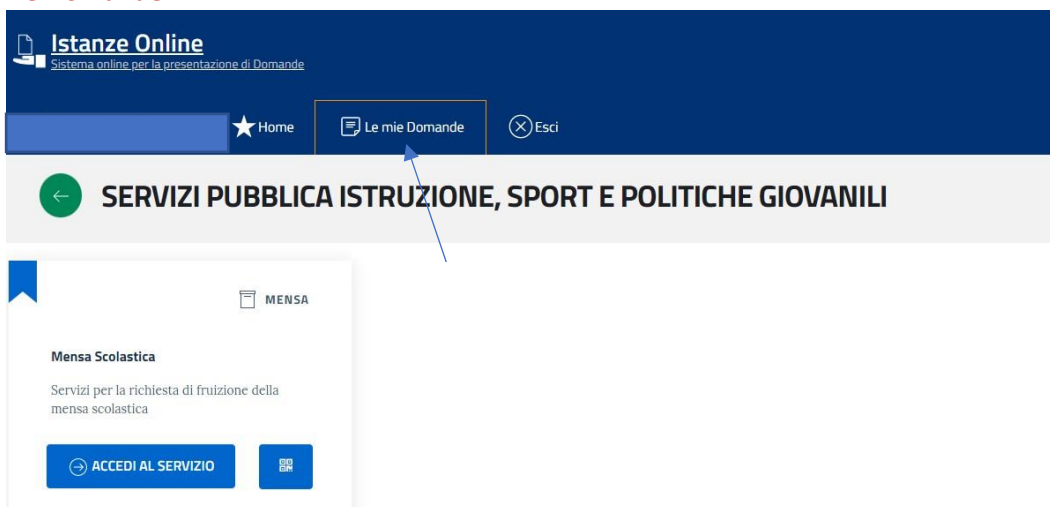 Istanze Online
Sistema online per la presentazione di Domande
Home
Le mie Domande
Esci
SERVIZI PUBBLICA ISTRUZIONE, SPORT E POLITICHE GIOVANILI
MENSA
Mensa Scolastica
Servizi per la richiesta di fruizione della
mensa scolastica
ACCEDI AL SERVIZIO